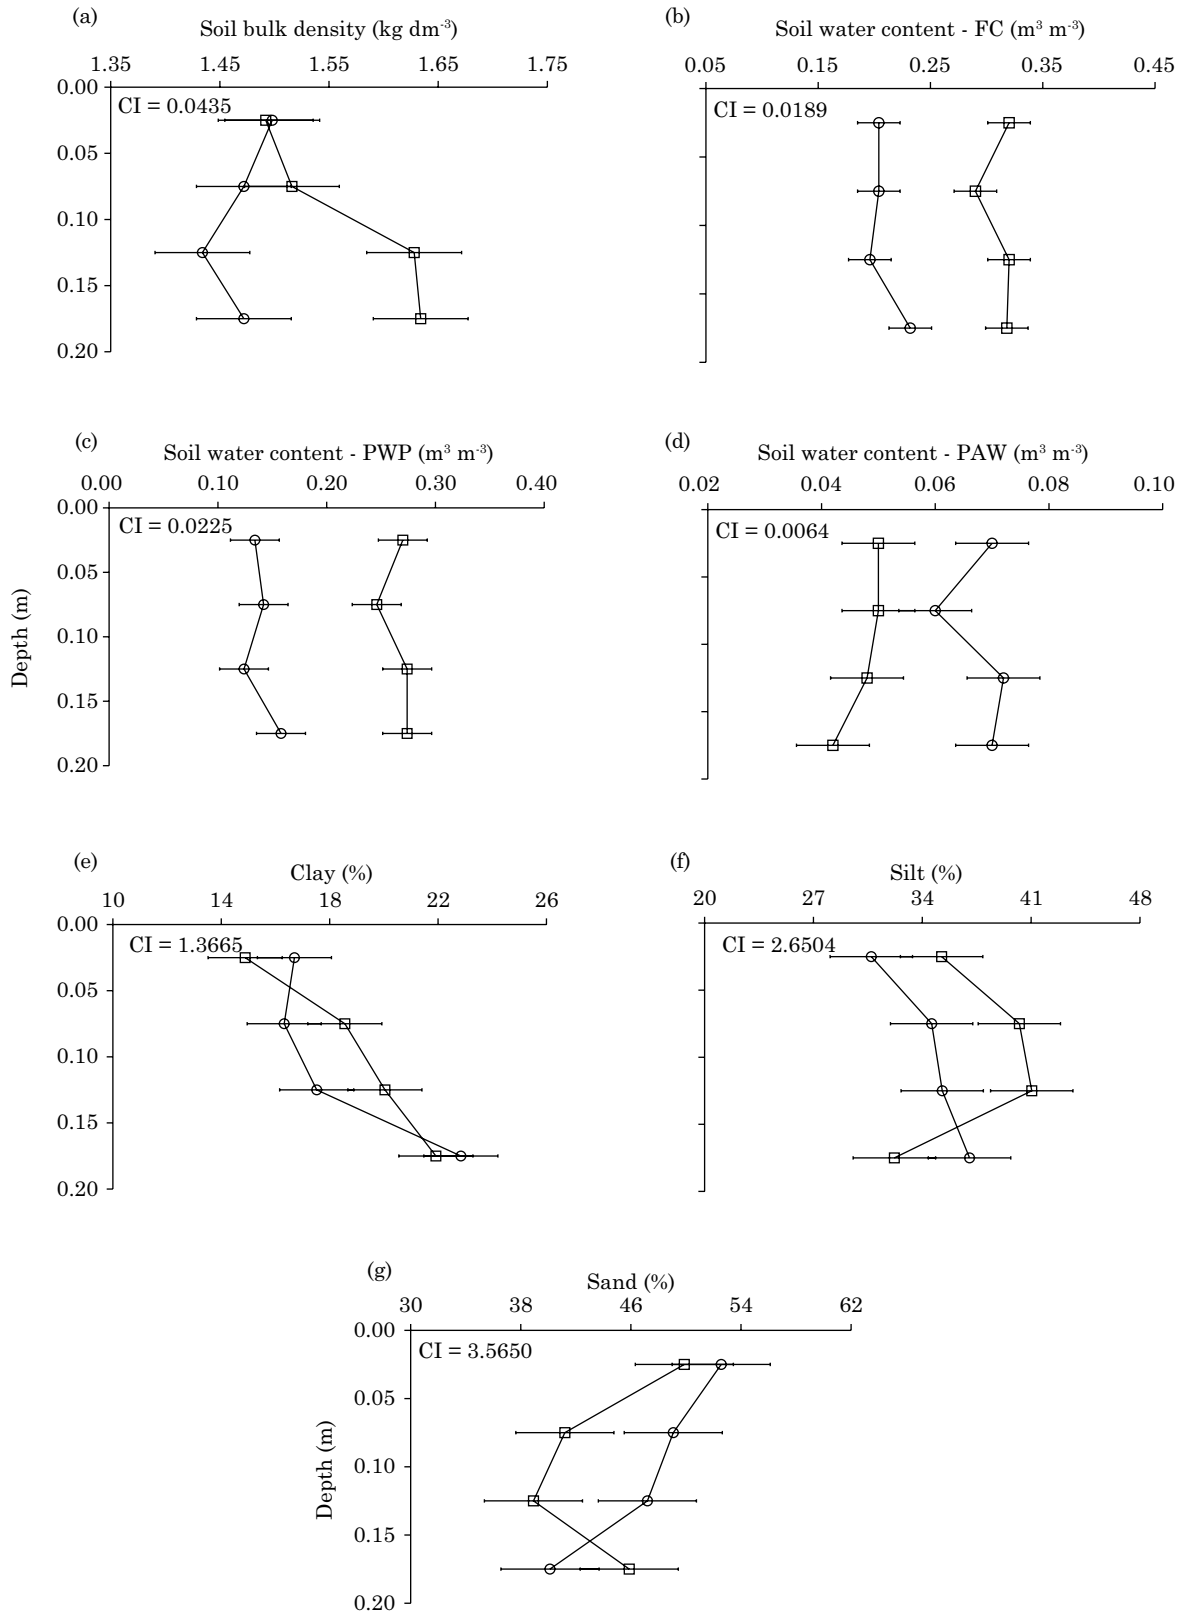 (a)
Soil bulk density (kg dm-3)
1.35 1.45 1.55 1.65 1.75
0.00
CI = 0.0435
0.05
0.10
0.15
0.20
(b)
Soil water content - FC (m³ m-3)
0.05 0.15 0.25 0.35 0.45
CI = 0.0189
(c)
Soil water content - PWP (m³ m-3)
0.00 0.10 0.20 0.30 0.40
0.00
CI = 0.0225
0.05
0.10
0.15
0.20
Depth (m)
(d)
Soil water content - PAW (m³ m-3)
0.02 0.04 0.06 0.08 0.10
CI = 0.0064
(e)
Clay (%)
10 14 18 22 26
0.00
CI = 1.3665
0.05
0.10
0.15
0.20
(f)
Silt (%)
20 27 34 41 48
CI = 2.6504
(g)
Sand (%)
30 38 46 54 62
0.00
CI = 3.5650
0.05
0.10
0.15
0.20
Depth (m)